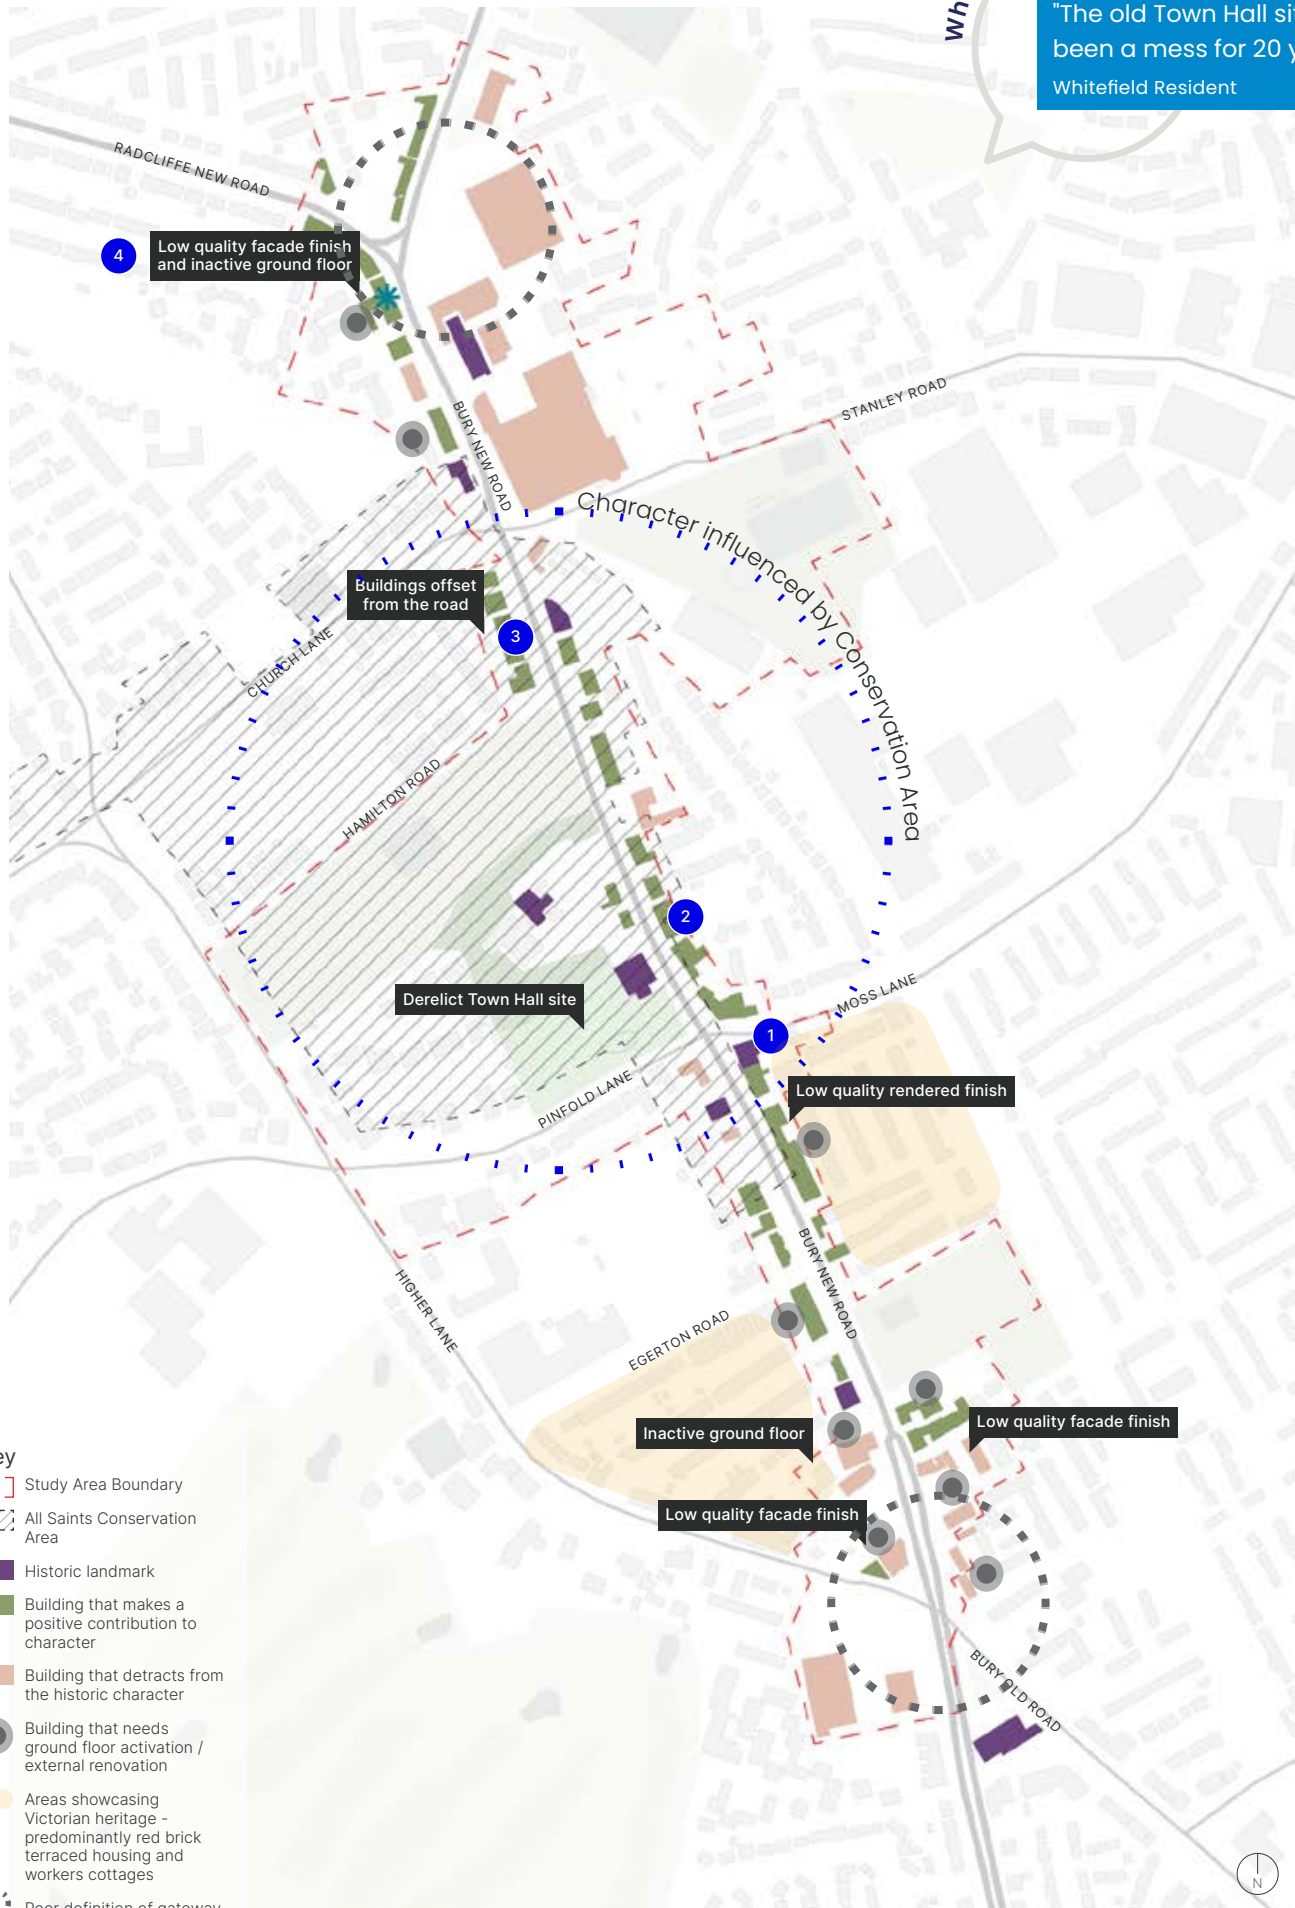 Wh
"The old Town Hall si
been a mess for 20 y
Whitefield Resident
RADCLIFFE NEW ROAD
4
Low quality facade finish
and inactive ground floor
STANLEY ROAD
BURY NEW ROAD
Character influenced by Conservation Area
Buildings offset
from the road
3
CHURCH LANE
HAMILTON ROAD
2
Derelict Town Hall site
MOSS LANE
1
PINFOLD LANE
Low quality rendered finish
BURY NEW ROAD
HIGHER LANE
EGERTON ROAD
Inactive ground floor
Low quality facade finish
Low quality facade finish
BURY OLD ROAD
ey
Study Area Boundary
All Saints Conservation
Area
Historic landmark
Building that makes a
positive contribution to
character
Building that detracts from
the historic character
Building that needs
ground floor activation /
external renovation
Areas showcasing
Victorian heritage -
predominantly red brick
terraced housing and
workers cottages
Poor definition of gateway
N